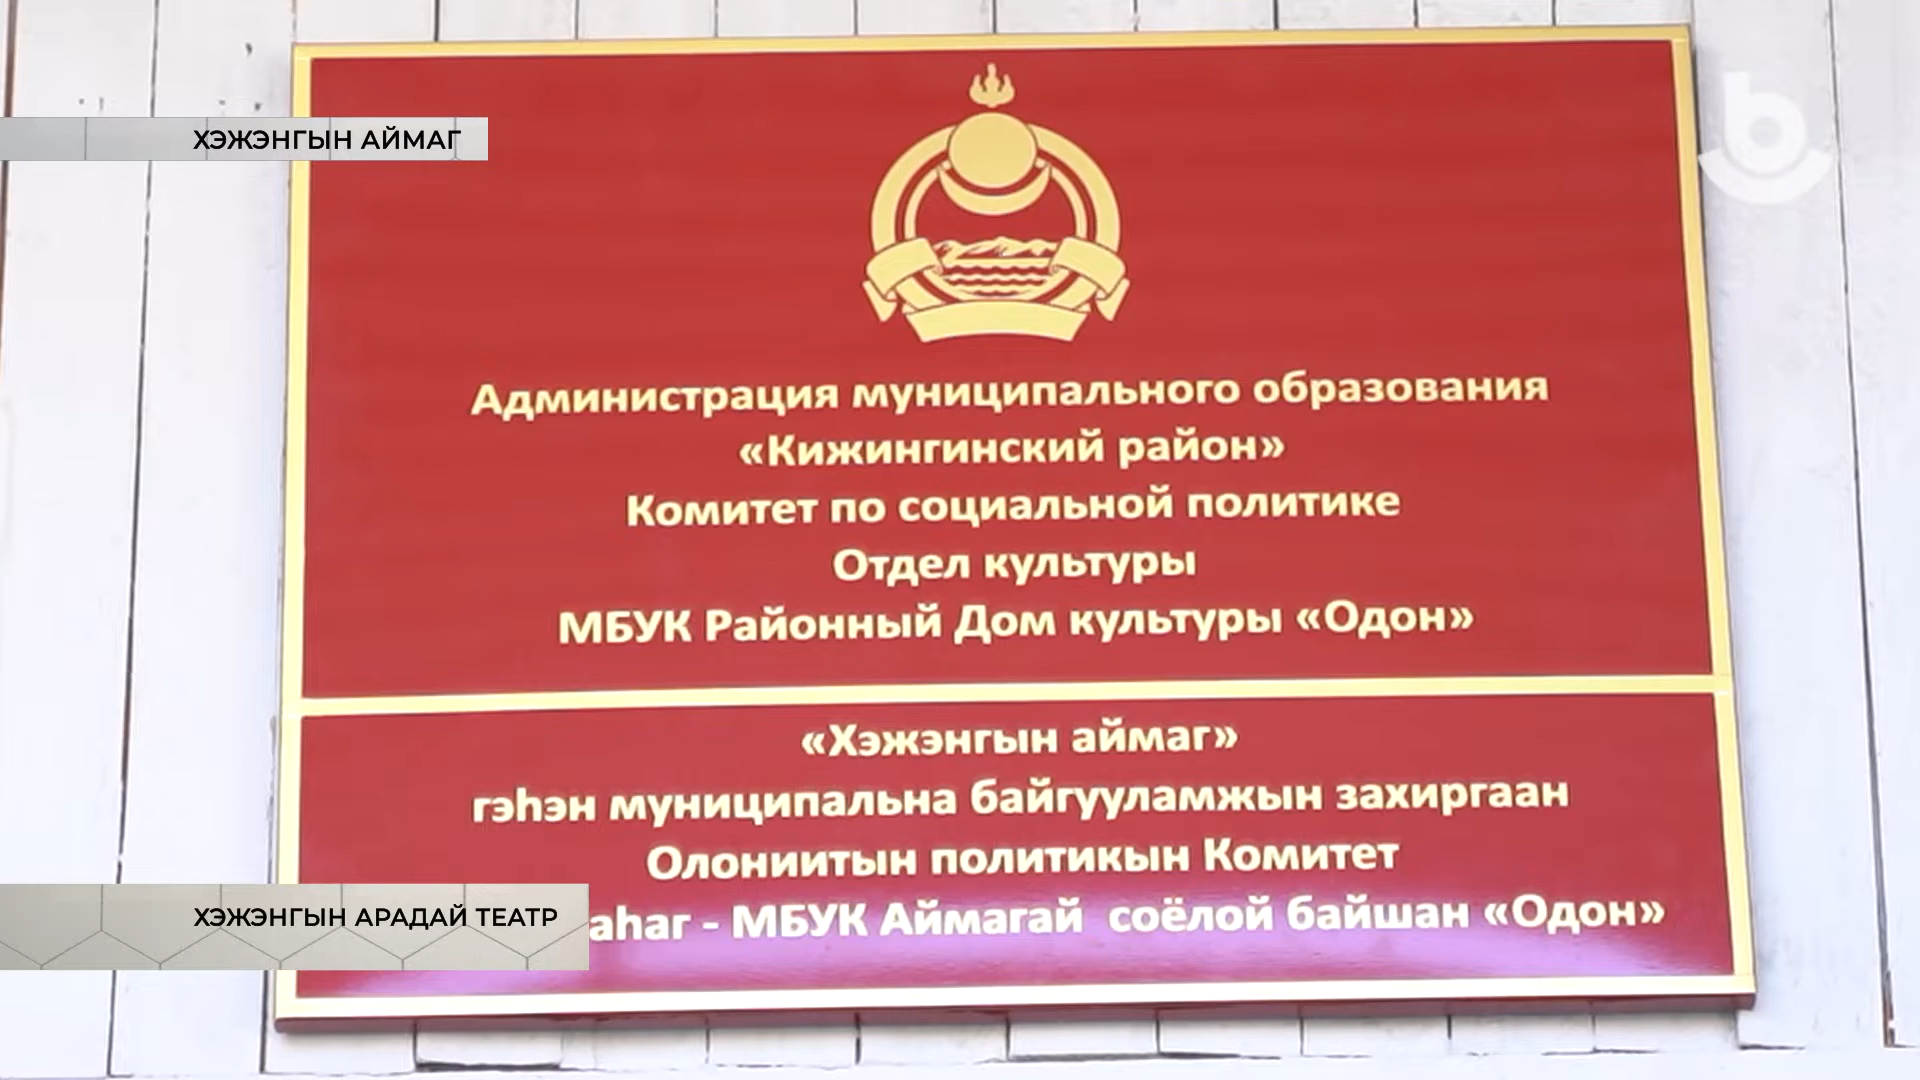 ХЭЖЭНГЫН АЙМАГ
Администрация муниципального образования
«Кижингинский район»
Комитет по социальной политике
Отдел культуры
МБУК Районный Дом культуры «Одон»
«Хэжэнгын аймаг»
гэһэн муниципальна байгууламжын захиргаан
Олониитын политикын Комитет
аһаг - МБУК Аймагай соёлой байшан «Одон»
ХЭЖЭНГЫН АРАДАЙ ТЕАТР